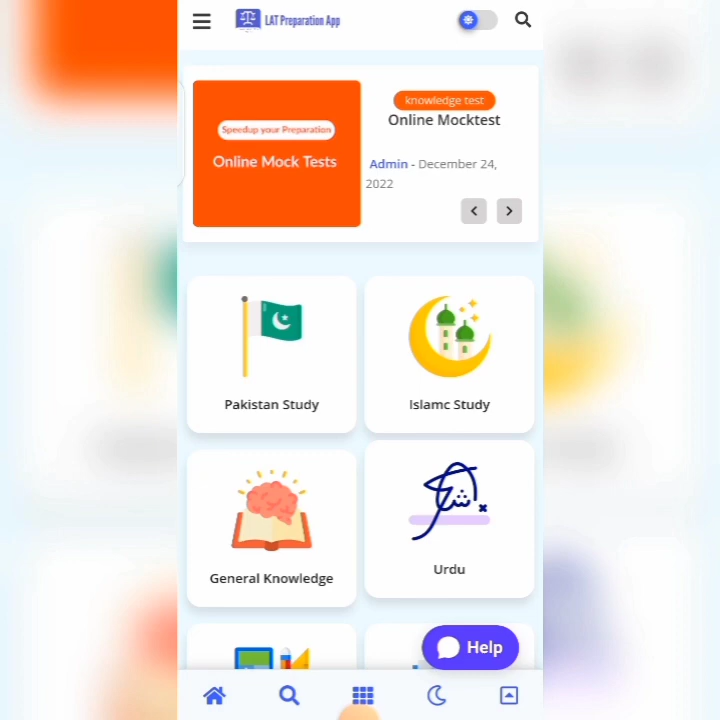 LAT Preparation App
Speedup your Preparation
Online Mock Tests
knowledge test
Online Mocktest
Admin - December 24,
2022
Pakistan Study
Islamc Study
General Knowledge
Urdu
Help